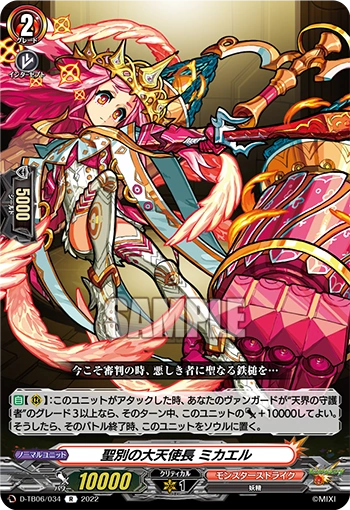 2
グレード
インターセプト
5000
シールド
SAMPLE
今こそ審判の時、悪しき者に聖なる鉄槌を…
自【R】:このユニットがアタックした時、あなたのヴァンガードが"天界の守護
者"のグレード3以上なら、そのターン中、このユニットの+10000してよい。
そうしたら、そのバトル終了時、このユニットをソウルに置く。
ノーマルユニット
聖別の大天使長 ミカエル
D-TB06/034 R 2022
パワー 10000
クリティカル
1
モンスターストライク
妖精
©MIXI